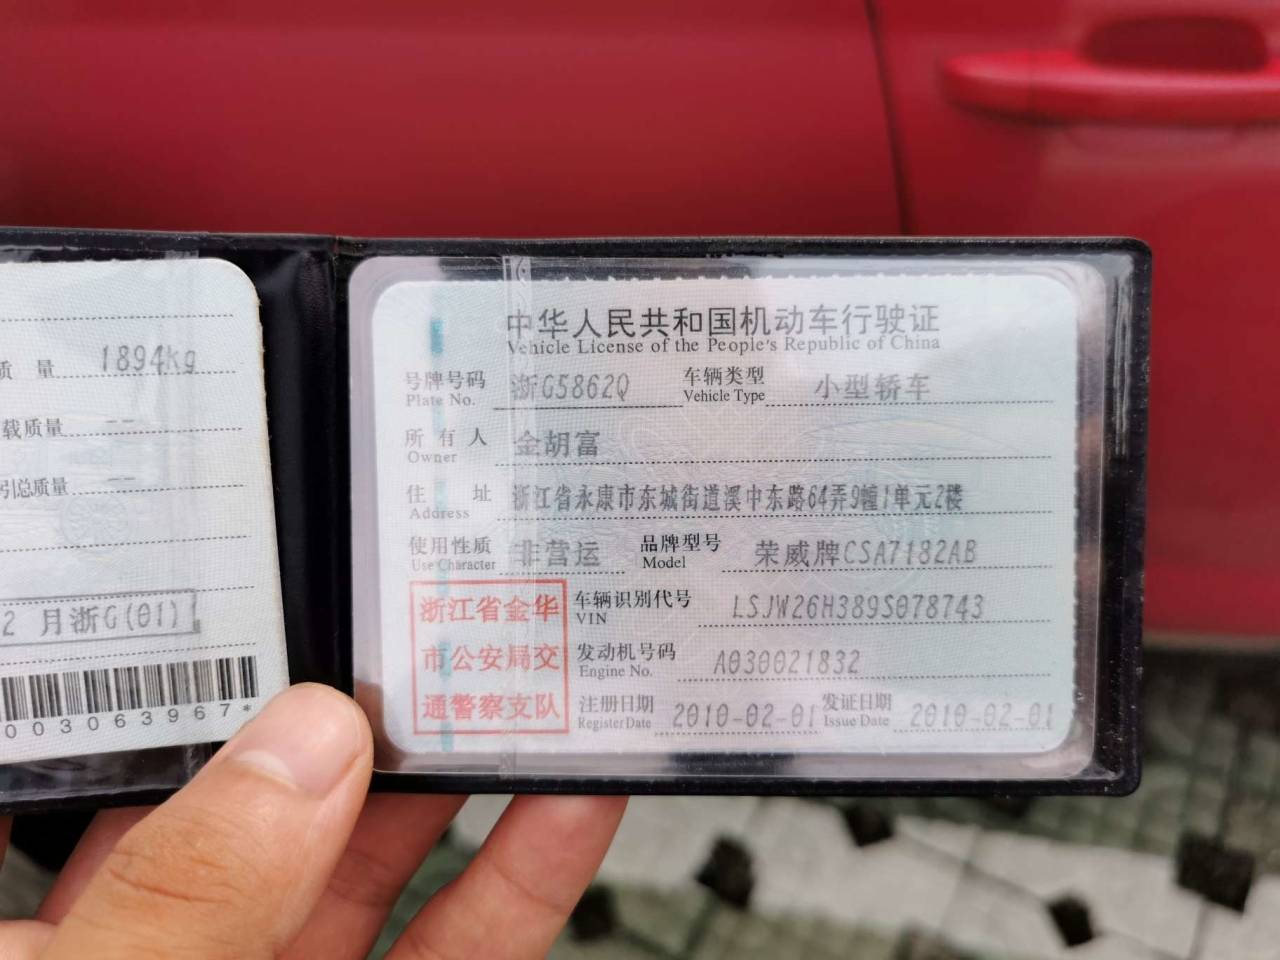 质 量 1894kg
载质量 --
引总质量 --
2 月浙G(01)
003063967*
中华人民共和国机动车行驶证
Vehicle License of the People's Republic of China
号牌号码 浙G5862Q 车辆类型 小型轿车
Plate No. Vehicle Type
所 有 人 金胡富
Owner
住 址 浙江省永康市东城街道溪中东路64弄9幢1单元2楼
Address
使用性质 非营运 品牌型号 荣威牌CSA7182AB
Use Character Model
浙江省金华
市公安局交
通警察支队
车辆识别代号 LSJW26H389S078743
VIN
发动机号码 A030021832
Engine No.
注册日期 2010-02-01 发证日期 2010-02-01
Register Date Issue Date